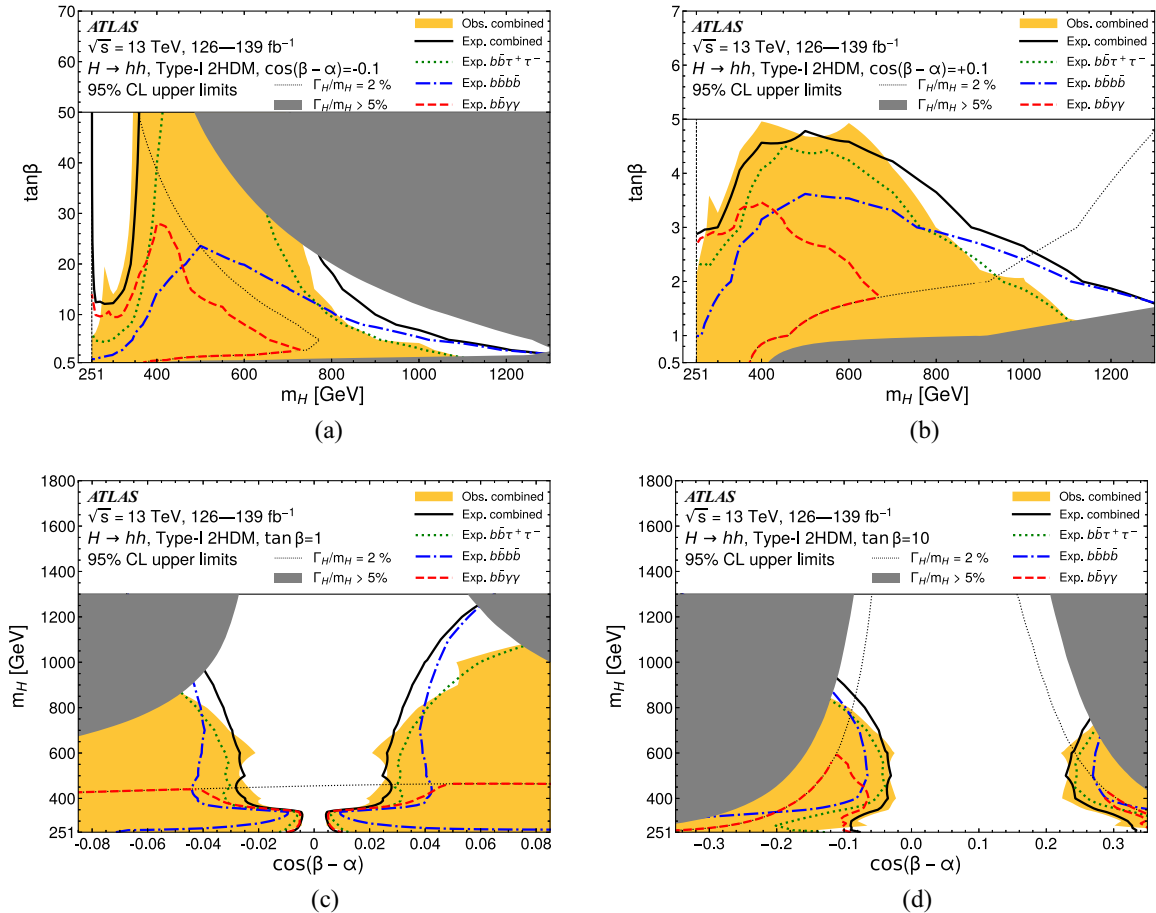 ATLAS
√s = 13 TeV, 126—139 fb⁻¹
H → hh, Type-I 2HDM, cos(β − α)=-0.1
95% CL upper limits
Γ_H/m_H = 2 %
Γ_H/m_H > 5%
Obs. combined
Exp. combined
Exp. bb̄τ⁺τ⁻
Exp. bb̄bb̄
Exp. bb̄γγ
tanβ
70
60
50
40
30
20
10
0.5
251 400 600 800 1000 1200
m_H [GeV]
(a)
ATLAS
√s = 13 TeV, 126—139 fb⁻¹
H → hh, Type-I 2HDM, cos(β − α)=+0.1
95% CL upper limits
Γ_H/m_H = 2 %
Γ_H/m_H > 5%
Obs. combined
Exp. combined
Exp. bb̄τ⁺τ⁻
Exp. bb̄bb̄
Exp. bb̄γγ
tanβ
7
6
5
4
3
2
1
0.5
251 400 600 800 1000 1200
m_H [GeV]
(b)
ATLAS
√s = 13 TeV, 126—139 fb⁻¹
H → hh, Type-I 2HDM, tan β=1
95% CL upper limits
Γ_H/m_H = 2 %
Γ_H/m_H > 5%
Obs. combined
Exp. combined
Exp. bb̄τ⁺τ⁻
Exp. bb̄bb̄
Exp. bb̄γγ
m_H [GeV]
1800
1600
1400
1200
1000
800
600
400
251
-0.08 -0.06 -0.04 -0.02 0 0.02 0.04 0.06 0.08
cos(β − α)
(c)
ATLAS
√s = 13 TeV, 126—139 fb⁻¹
H → hh, Type-I 2HDM, tan β=10
95% CL upper limits
Γ_H/m_H = 2 %
Γ_H/m_H > 5%
Obs. combined
Exp. combined
Exp. bb̄τ⁺τ⁻
Exp. bb̄bb̄
Exp. bb̄γγ
m_H [GeV]
1800
1600
1400
1200
1000
800
600
400
251
−0.3 −0.2 −0.1 0.0 0.1 0.2 0.3
cos(β − α)
(d)